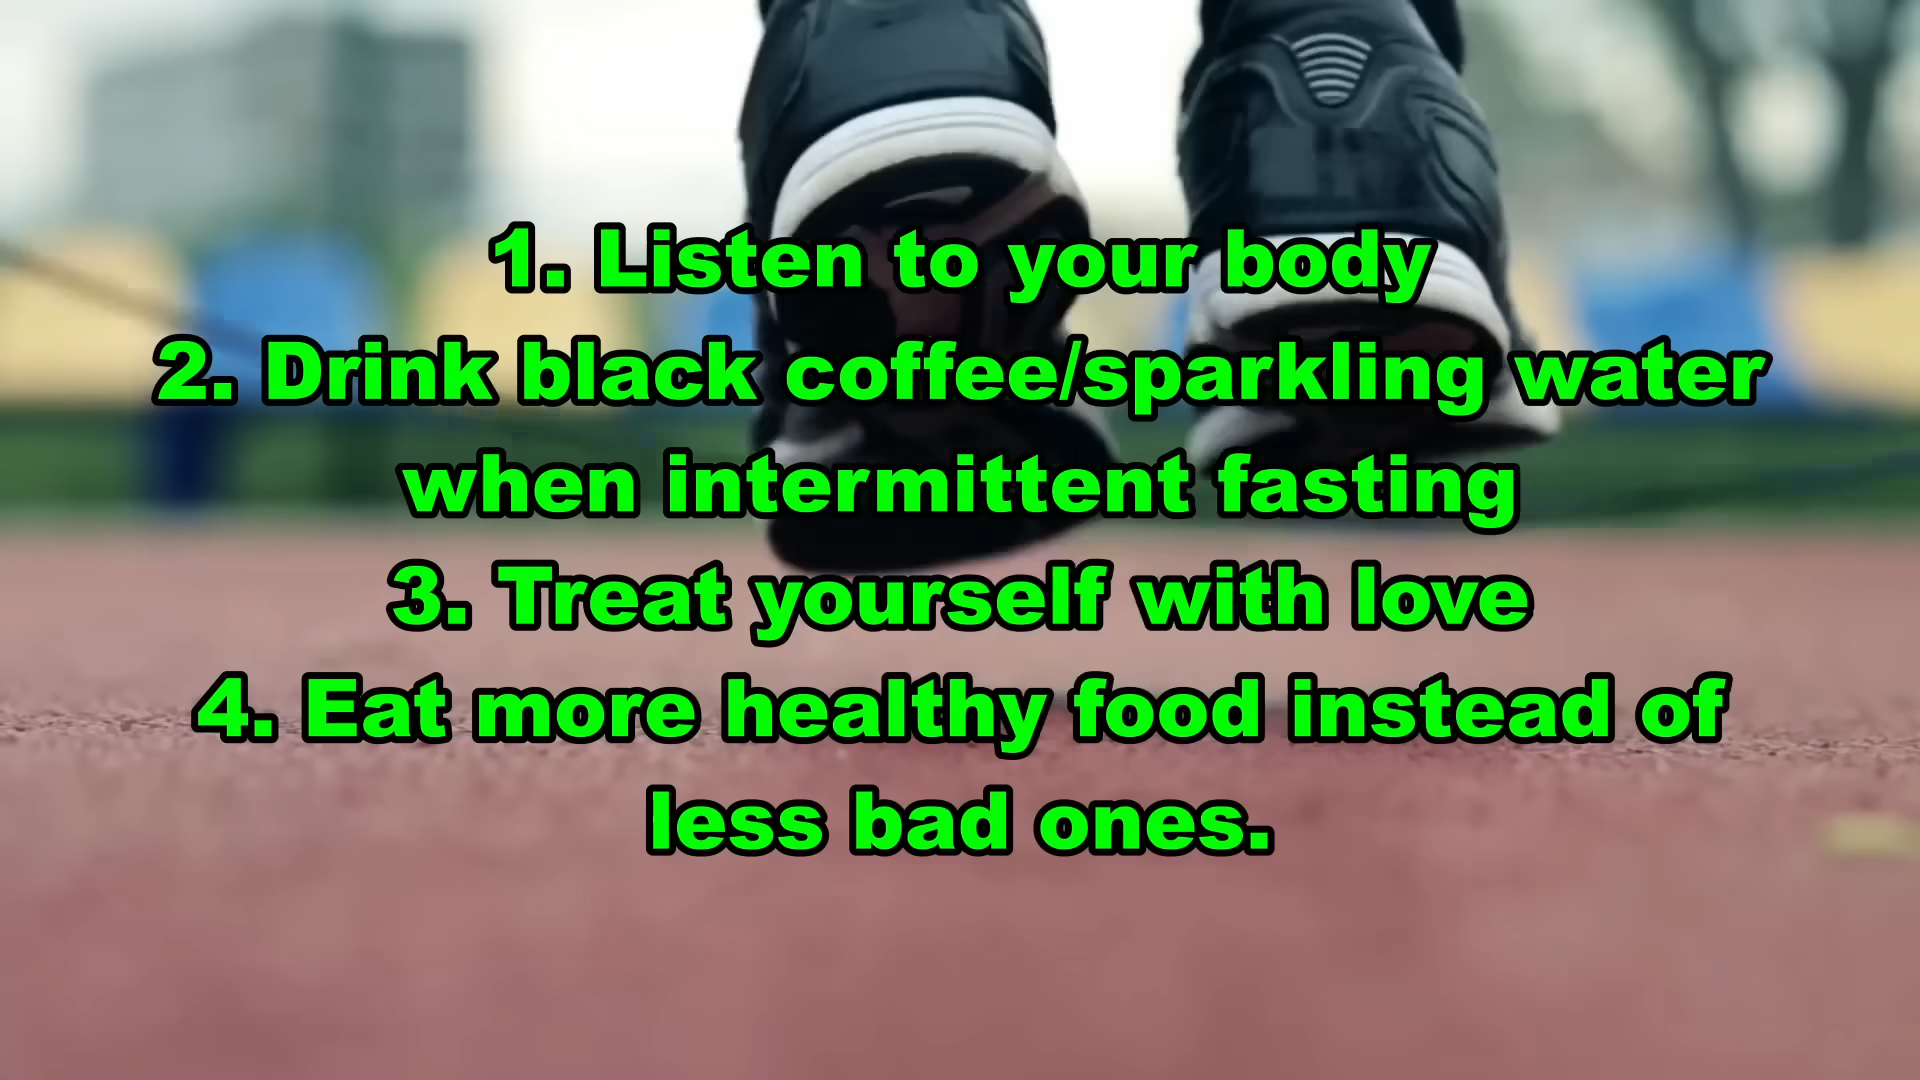 1. Listen to your body
2. Drink black coffee/sparkling water
when intermittent fasting
3. Treat yourself with love
4. Eat more healthy food instead of
less bad ones.